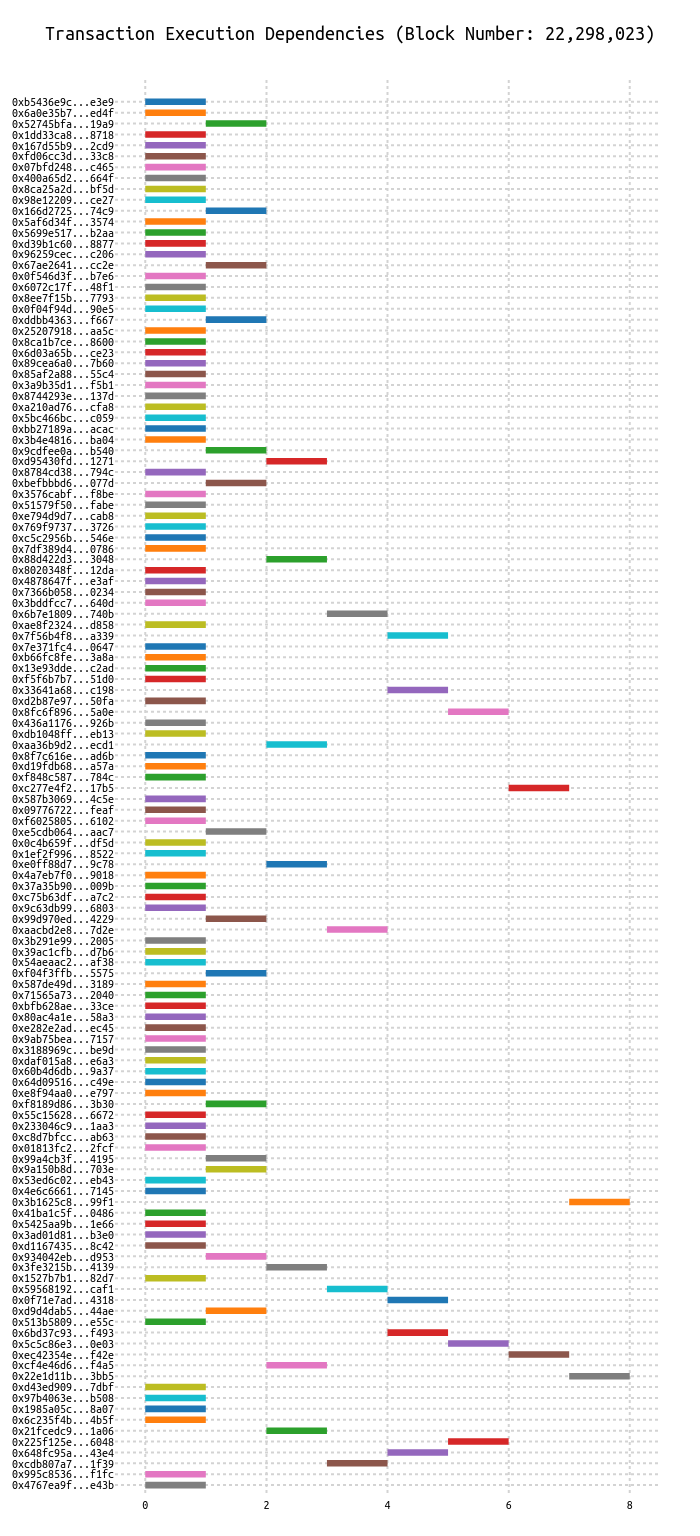 Transaction Execution Dependencies (Block Number: 22,298,023)
0xb5436e9c...e3e9
0x6a0e35b7...ed4f
0x52745bfa...19a9
0x1dd33ca8...8718
0x167d55b9...2cd9
0xfd06cc3d...33c8
0x07bfd248...c465
0x400a65d2...664f
0x8ca25a2d...bf5d
0x98e12209...ce27
0x166d2725...74c9
0x5af6d34f...3574
0x5699e517...b2aa
0xd39b1c60...8877
0x96259cec...c206
0x67ae2641...cc2e
0x0f546d3f...b7e6
0x6072c17f...48f1
0x8ee7f15b...7793
0x0f04f94d...90e5
0xddbb4363...f667
0x25207918...aa5c
0x8ca1b7ce...8600
0x6d03a65b...ce23
0x89cea6a0...7b60
0x85af2a88...55c4
0x3a9b35d1...f5b1
0x8744293e...137d
0xa210ad76...cfa8
0x5bc466bc...c059
0xbb27189a...acac
0x3b4e4816...ba04
0x9cdfee0a...b540
0xd95430fd...1271
0x8784cd38...794c
0xbefbbbd6...077d
0x3576cabf...f8be
0x51579f50...fabe
0xe794d9d7...cab8
0x769f9737...3726
0xc5c2956b...546e
0x7df389d4...0786
0x88d422d3...3048
0x8020348f...12da
0x4878647f...e3af
0x7366b058...0234
0x3bddfcc7...640d
0x6b7e1809...740b
0xae8f2324...d858
0x7f56b4f8...a339
0x7e371fc4...0647
0xb66fc8fe...3a8a
0x13e93dde...c2ad
0xf5f6b7b7...51d0
0x33641a68...c198
0xd2b87e97...50fa
0x8fc6f896...5a0e
0x436a1176...926b
0xdb1048ff...eb13
0xaa36b9d2...ecd1
0x8f7c616e...ad6b
0xd19fdb68...a57a
0xf848c587...784c
0xc277e4f2...17b5
0x587b3069...4c5e
0x09776722...feaf
0xf6025805...6102
0xe5cdb064...aac7
0x0c4b659f...df5d
0x1ef2f996...8522
0xe0ff88d7...9c78
0x4a7eb7f0...9018
0x37a35b90...009b
0xc75b63df...a7c2
0x9c63db99...6803
0x99d970ed...4229
0xaacbd2e8...7d2e
0x3b291e99...2005
0x39ac1cfb...d7b6
0x54aeaac2...af38
0xf04f3ffb...5575
0x587de49d...3189
0x71565a73...2040
0xbfb628ae...33ce
0x80ac4a1e...58a3
0xe282e2ad...ec45
0x9ab75bea...7157
0x3188969c...be9d
0xdaf015a8...e6a3
0x60b4d6db...9a37
0x64d09516...c49e
0xe8f94aa0...e797
0xf8189d86...3b30
0x55c15628...6672
0x233046c9...1aa3
0xc8d7bfcc...ab63
0x01813fc2...2fcf
0x99a4cb3f...4195
0x9a150b8d...703e
0x53ed6c02...eb43
0x4e6c6661...7145
0x3b1625c8...99f1
0x41ba1c5f...0486
0x5425aa9b...1e66
0x3ad01d81...b3e0
0xd1167435...8c42
0x934042eb...d953
0x3fe3215b...4139
0x1527b7b1...82d7
0x59568192...caf1
0x0f71e7ad...4318
0xd9d4dab5...44ae
0x513b5809...e55c
0x6bd37c93...f493
0x5c5c86e3...0e03
0xec42354e...f42e
0xcf4e46d6...f4a5
0x22e1d11b...3bb5
0xd43ed909...7dbf
0x97b4063e...b508
0x1985a05c...8a07
0x6c235f4b...4b5f
0x21fcedc9...1a06
0x225f125e...6048
0x648fc95a...43e4
0xcdb807a7...1f39
0x995c8536...f1fc
0x4767ea9f...e43b
0 2 4 6 8